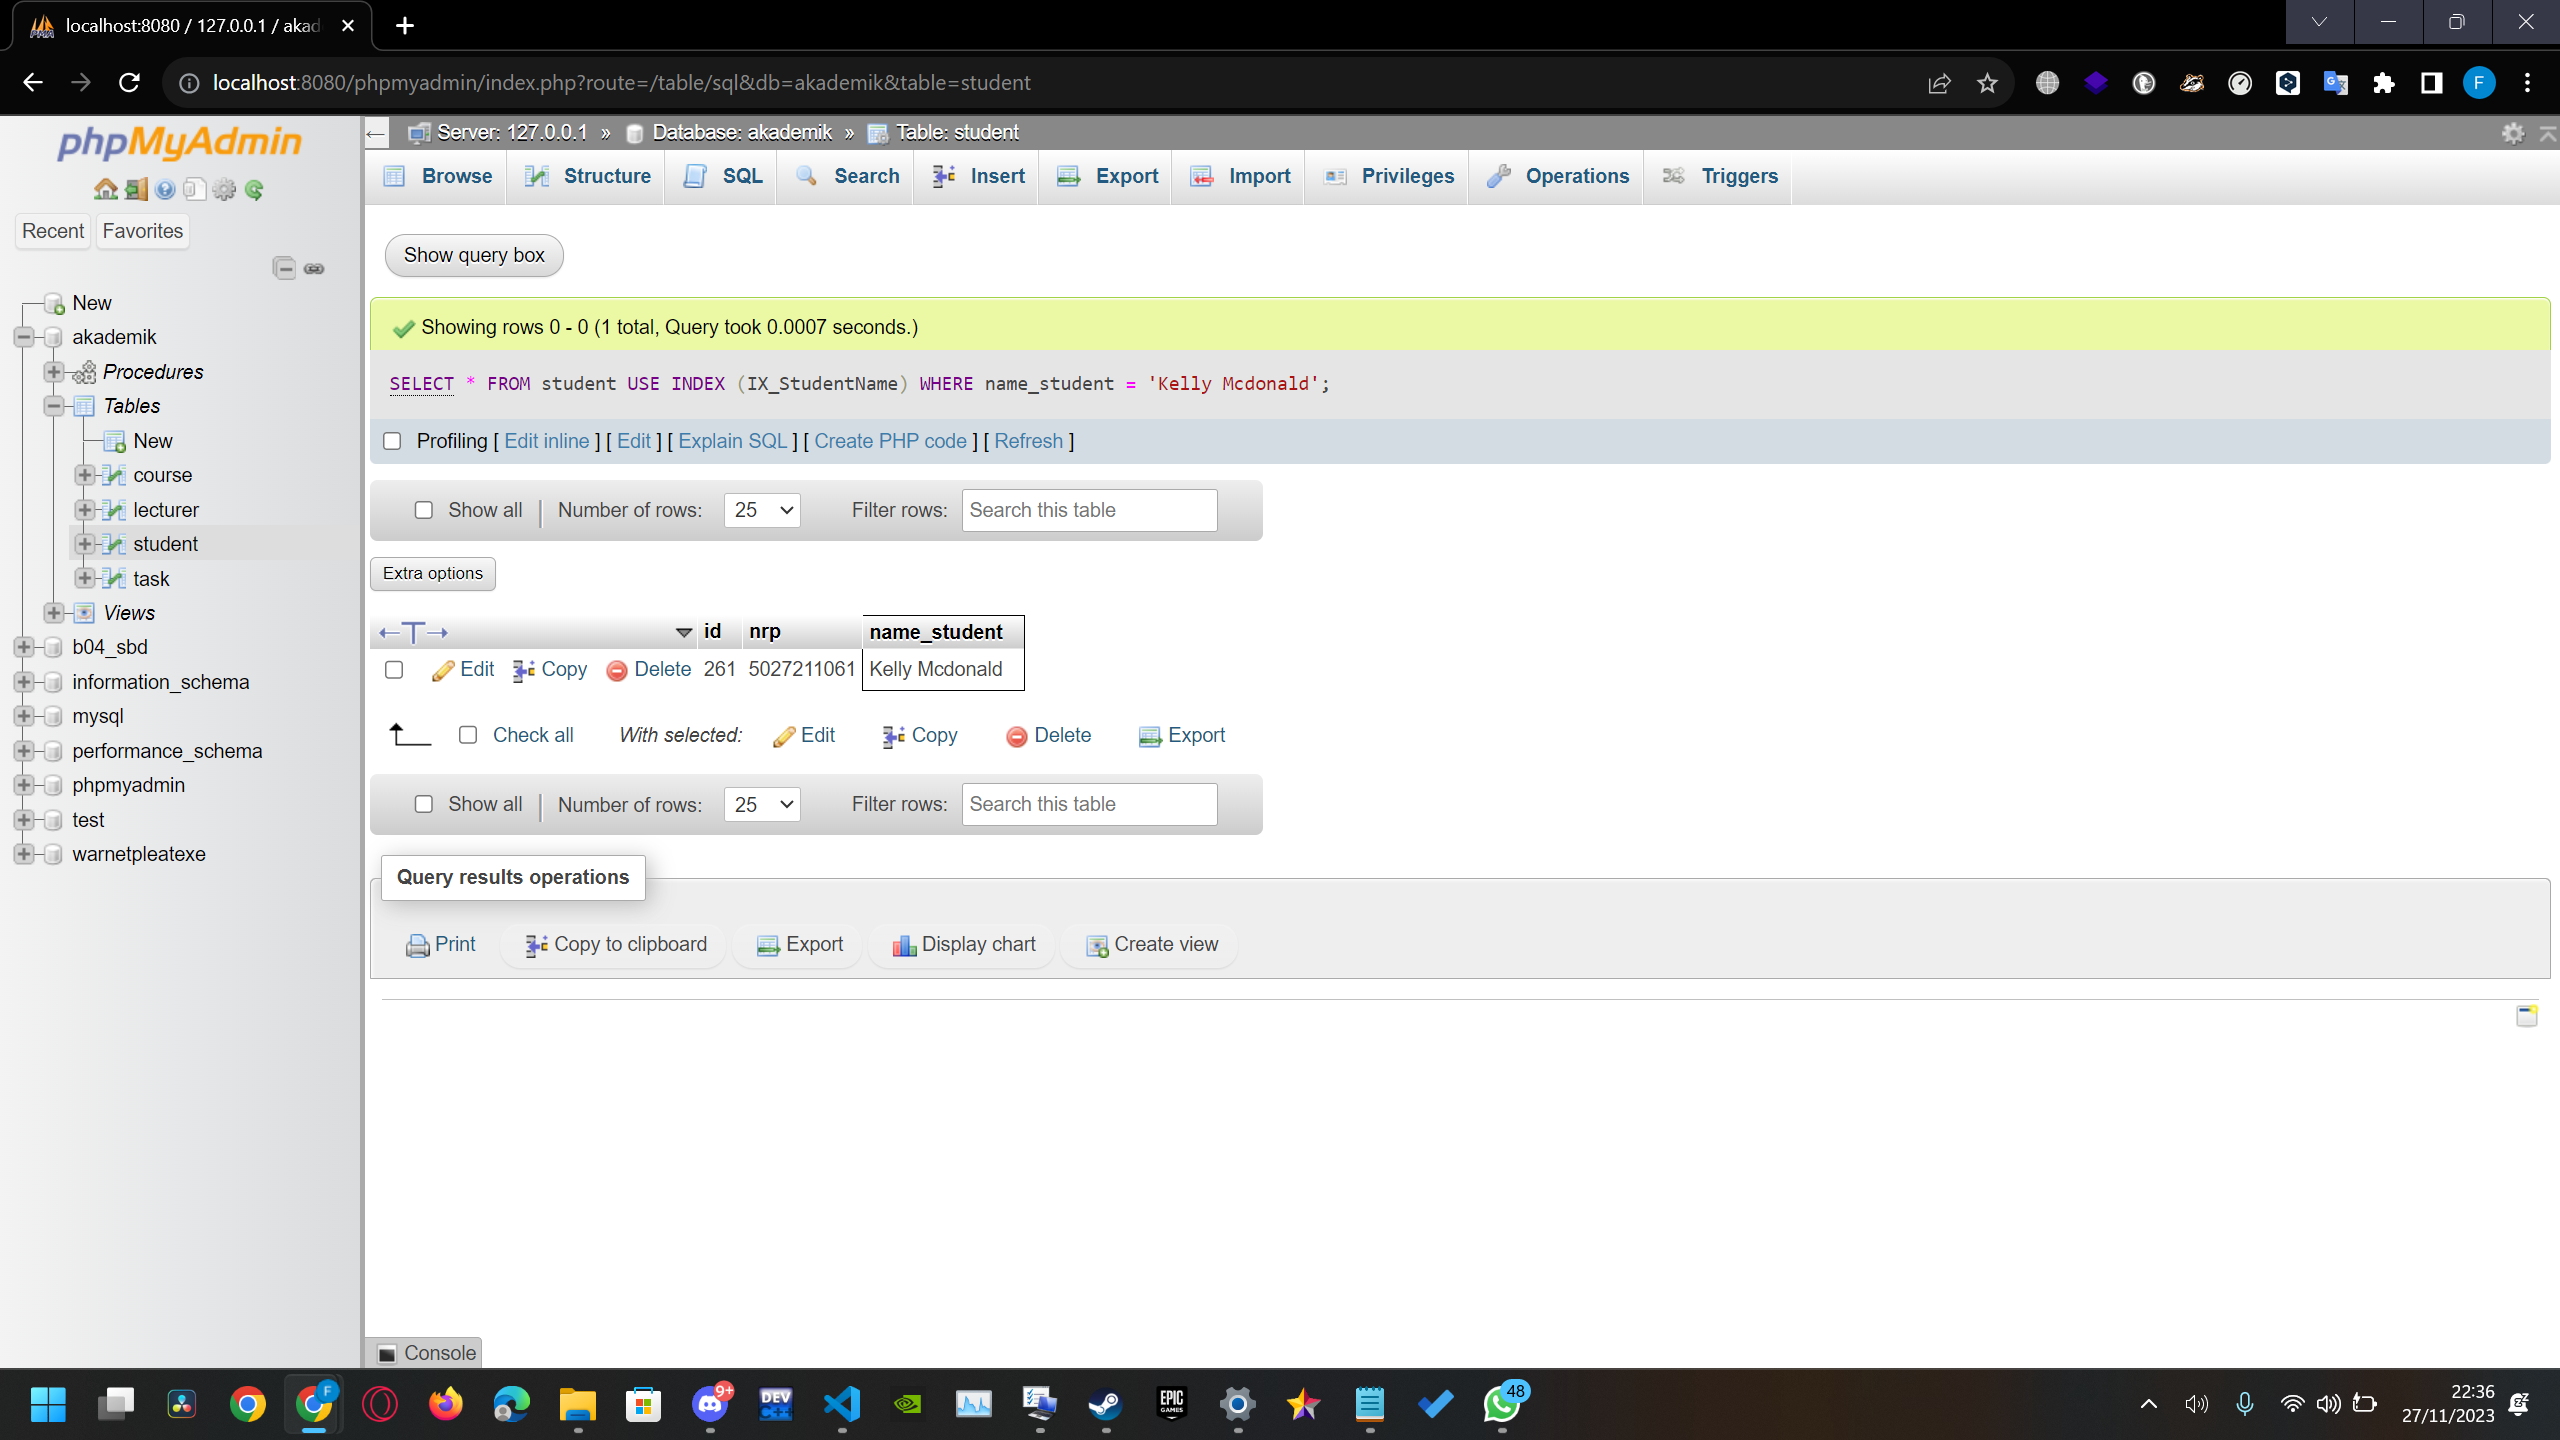 localhost:8080 / 127.0.0.1 / akad
localhost:8080/phpmyadmin/index.php?route=/table/sql&db=akademik&table=student
F
phpMyAdmin
Recent Favorites
New
akademik
Procedures
Tables
New
course
lecturer
student
task
Views
b04_sbd
information_schema
mysql
performance_schema
phpmyadmin
test
warnetpleatexe
Server: 127.0.0.1 » Database: akademik » Table: student
Browse Structure SQL Search Insert Export Import Privileges Operations Triggers
Show query box
Showing rows 0 - 0 (1 total, Query took 0.0007 seconds.)
SELECT * FROM student USE INDEX (IX_StudentName) WHERE name_student = 'Kelly Mcdonald';
Profiling [ Edit inline ] [ Edit ] [ Explain SQL ] [ Create PHP code ] [ Refresh ]
Show all Number of rows: 25 Filter rows: Search this table
Extra options
id nrp name_student
Edit Copy Delete 261 5027211061 Kelly Mcdonald
Check all With selected: Edit Copy Delete Export
Show all Number of rows: 25 Filter rows: Search this table
Query results operations
Print Copy to clipboard Export Display chart Create view
Console
F
9+
DEV C++
EPIC GAMES
48
22:36
27/11/2023